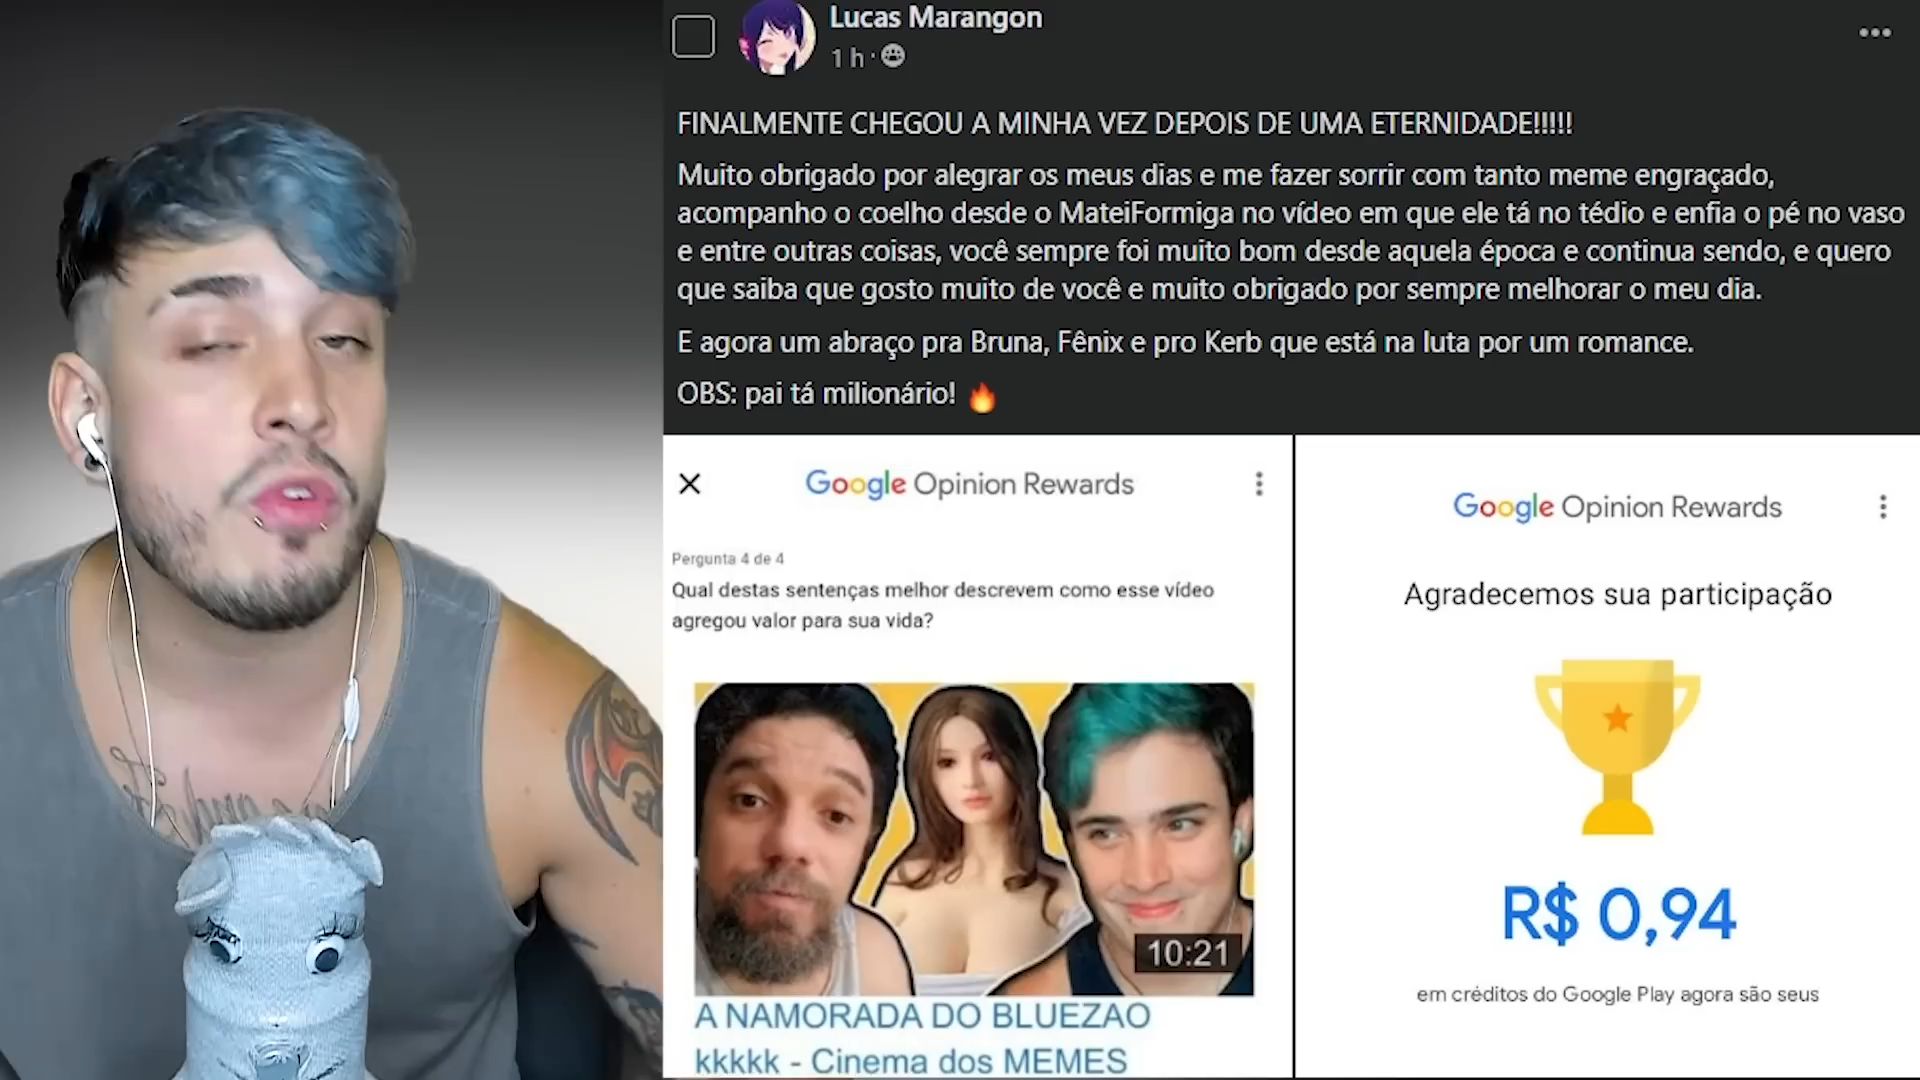 Lucas Marangon
1 h ·
FINALMENTE CHEGOU A MINHA VEZ DEPOIS DE UMA ETERNIDADE!!!!!
Muito obrigado por alegrar os meus dias e me fazer sorrir com tanto meme engraçado,
acompanho o coelho desde o MateiFormiga no vídeo em que ele tá no tédio e enfia o pé no vaso
e entre outras coisas, você sempre foi muito bom desde aquela época e continua sendo, e quero
que saiba que gosto muito de você e muito obrigado por sempre melhorar o meu dia.
E agora um abraço pra Bruna, Fênix e pro Kerb que está na luta por um romance.
OBS: pai tá milionário!
Google Opinion Rewards
Pergunta 4 de 4
Qual destas sentenças melhor descrevem como esse vídeo
agregou valor para sua vida?
10:21
A NAMORADA DO BLUEZAO
kkkkk - Cinema dos MEMES
Google Opinion Rewards
Agradecemos sua participação
R$ 0,94
em créditos do Google Play agora são seus